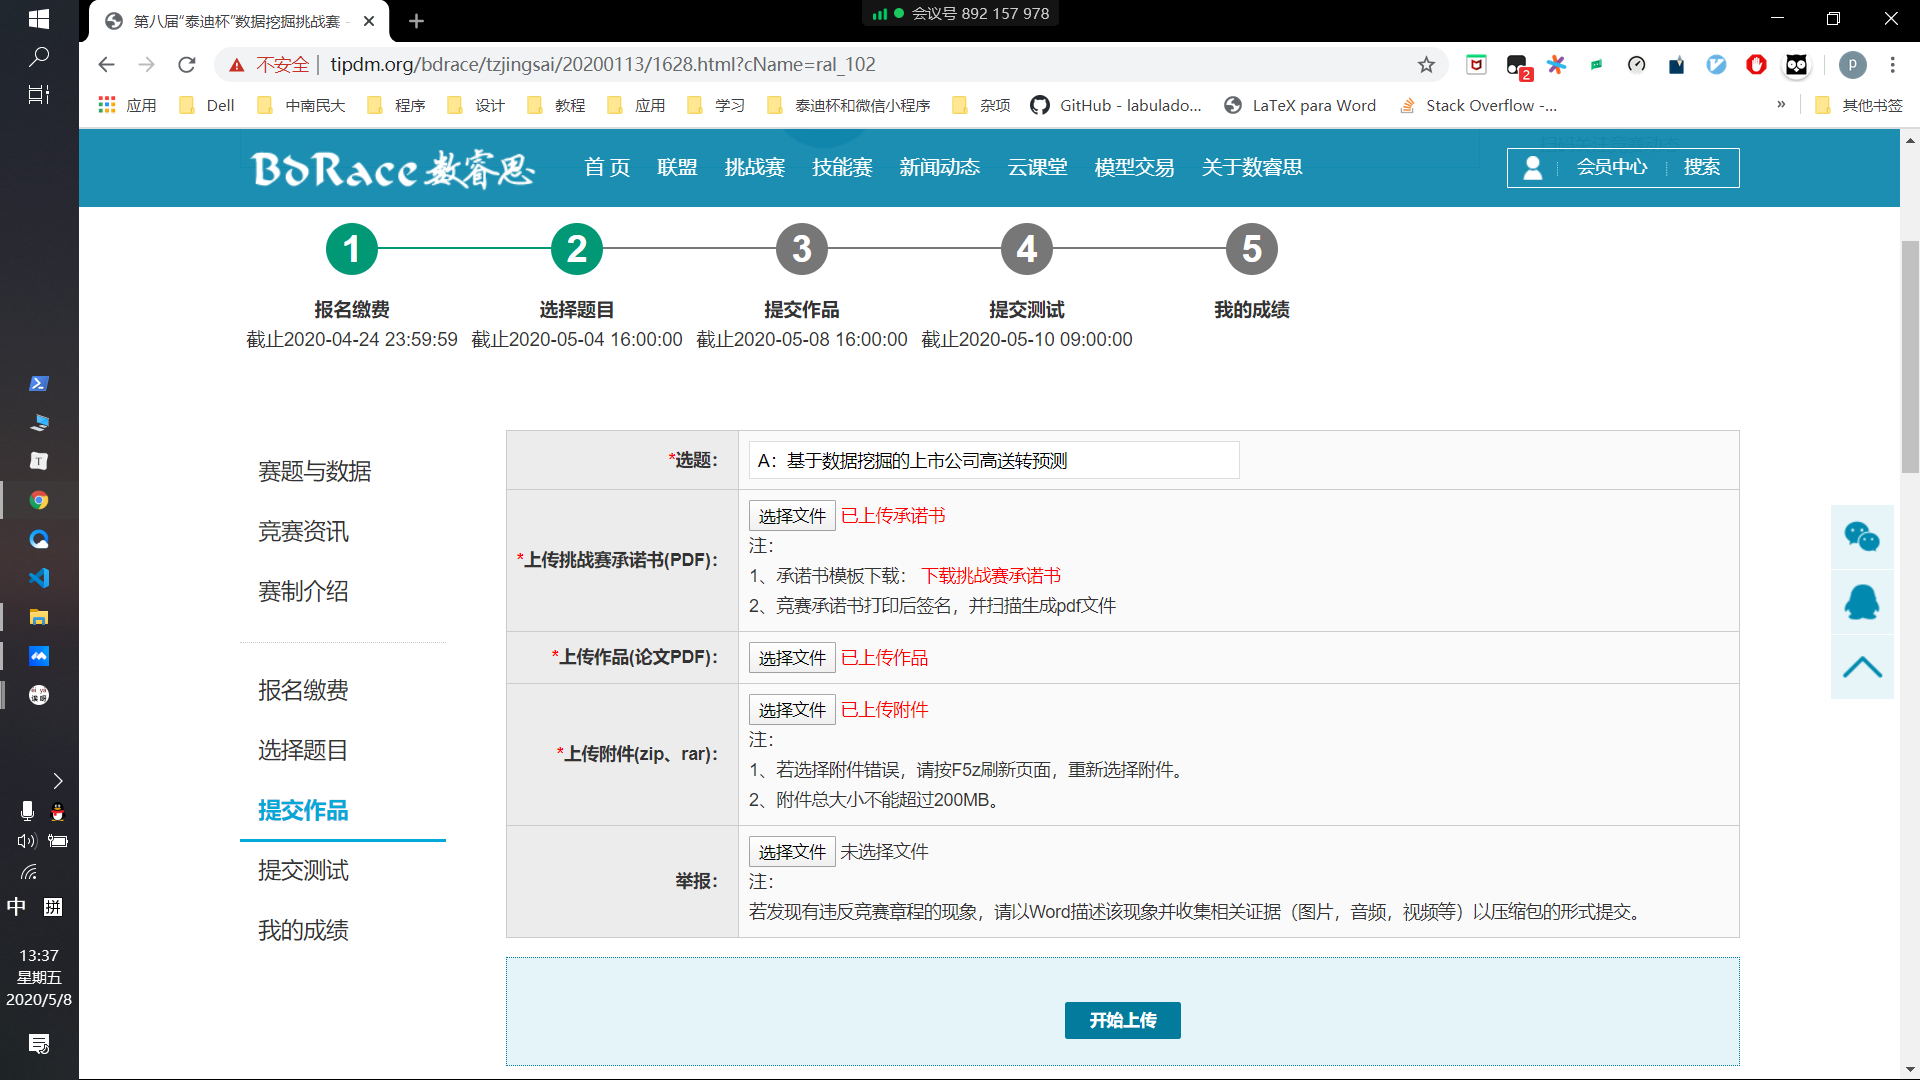 第八届“泰迪杯”数据挖掘挑战赛 -
会议号 892 157 978
不安全 | tipdm.org/bdrace/tzjingsai/20200113/1628.html?cName=ral_102
2
p
应用 Dell 中南民大 程序 设计 教程 应用 学习 泰迪杯和微信小程序 杂项 GitHub - labulado... LaTeX para Word Stack Overflow -... » 其他书签
BdRace 数睿思 首 页 联盟 挑战赛 技能赛 新闻动态 云课堂 模型交易 关于数睿思 会员中心 搜索
1 2 3 4 5
报名缴费 选择题目 提交作品 提交测试 我的成绩
截止2020-04-24 23:59:59 截止2020-05-04 16:00:00 截止2020-05-08 16:00:00 截止2020-05-10 09:00:00
赛题与数据
竞赛资讯
赛制介绍
报名缴费
选择题目
提交作品
提交测试
我的成绩
*选题： A：基于数据挖掘的上市公司高送转预测
*上传挑战赛承诺书(PDF)： 选择文件 已上传承诺书
注：
1、承诺书模板下载： 下载挑战赛承诺书
2、竞赛承诺书打印后签名，并扫描生成pdf文件
*上传作品(论文PDF)： 选择文件 已上传作品
*上传附件(zip、rar)： 选择文件 已上传附件
注：
1、若选择附件错误，请按F5z刷新页面，重新选择附件。
2、附件总大小不能超过200MB。
举报： 选择文件 未选择文件
注：
若发现有违反竞赛章程的现象，请以Word描述该现象并收集相关证据（图片，音频，视频等）以压缩包的形式提交。
开始上传
中 拼
13:37
星期五
2020/5/8